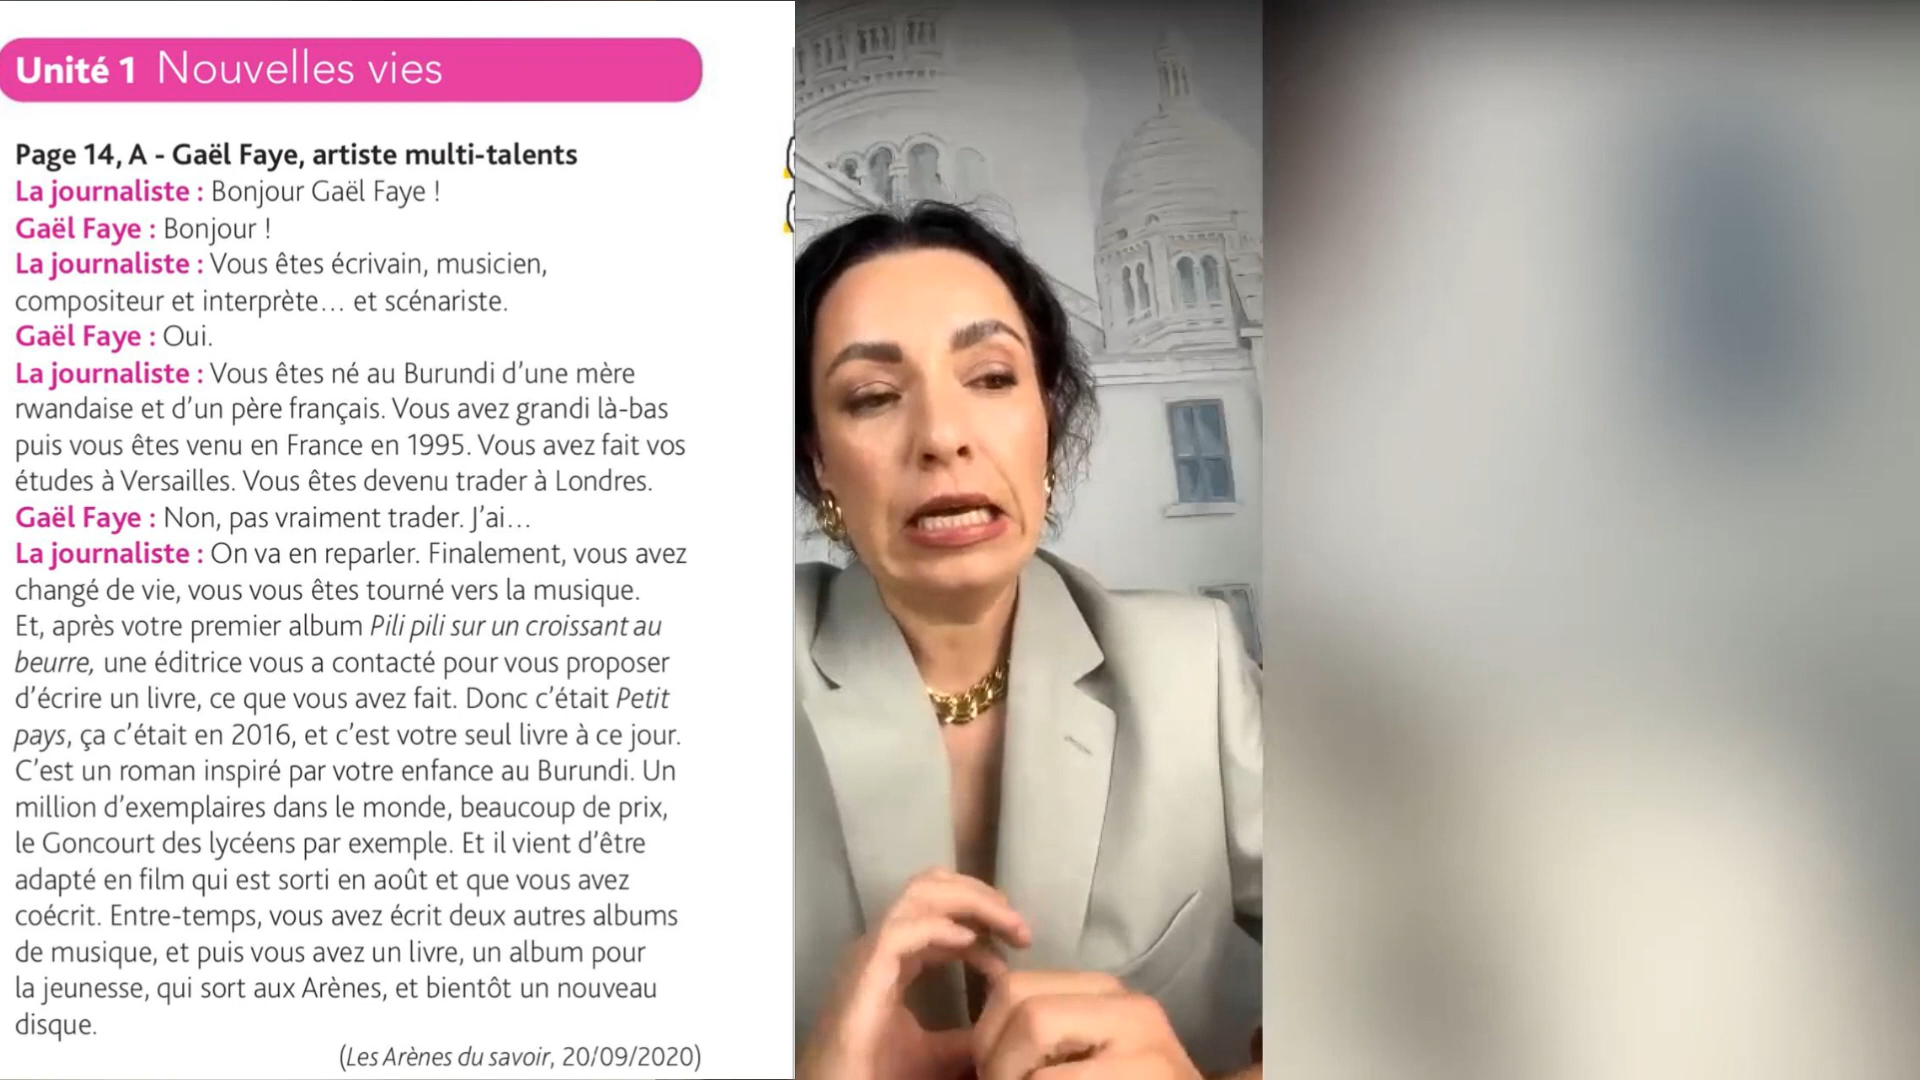 Unité 1 Nouvelles vies
Page 14, A - Gaël Faye, artiste multi-talents
La journaliste : Bonjour Gaël Faye !
Gaël Faye : Bonjour !
La journaliste : Vous êtes écrivain, musicien,
compositeur et interprète… et scénariste.
Gaël Faye : Oui.
La journaliste : Vous êtes né au Burundi d’une mère
rwandaise et d’un père français. Vous avez grandi là-bas
puis vous êtes venu en France en 1995. Vous avez fait vos
études à Versailles. Vous êtes devenu trader à Londres.
Gaël Faye : Non, pas vraiment trader. J’ai…
La journaliste : On va en reparler. Finalement, vous avez
changé de vie, vous vous êtes tourné vers la musique.
Et, après votre premier album Pili pili sur un croissant au
beurre, une éditrice vous a contacté pour vous proposer
d’écrire un livre, ce que vous avez fait. Donc c’était Petit
pays, ça c’était en 2016, et c’est votre seul livre à ce jour.
C’est un roman inspiré par votre enfance au Burundi. Un
million d’exemplaires dans le monde, beaucoup de prix,
le Goncourt des lycéens par exemple. Et il vient d’être
adapté en film qui est sorti en août et que vous avez
coécrit. Entre-temps, vous avez écrit deux autres albums
de musique, et puis vous avez un livre, un album pour
la jeunesse, qui sort aux Arènes, et bientôt un nouveau
disque.
(Les Arènes du savoir, 20/09/2020)